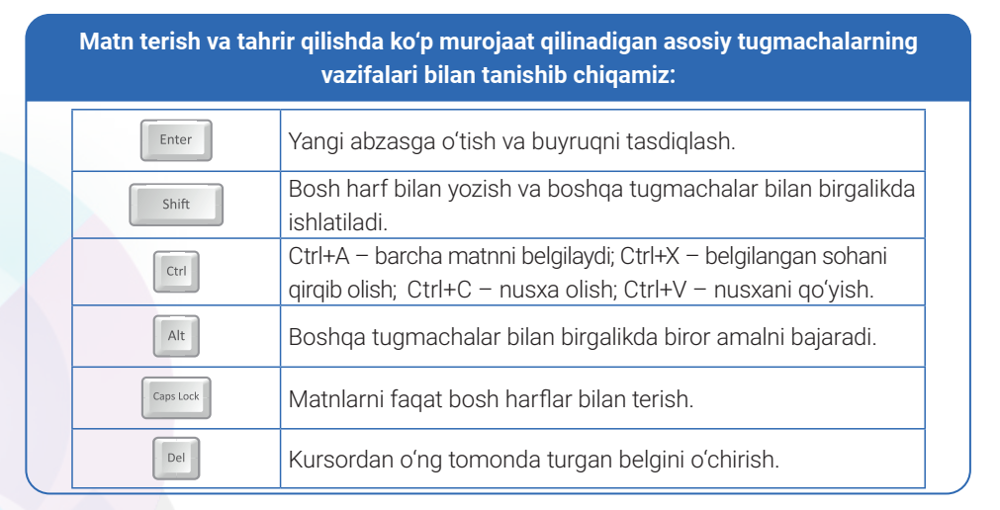 Matn terish va tahrir qilishda ko‘p murojaat qilinadigan asosiy tugmachalarning
vazifalari bilan tanishib chiqamiz:
Enter
Yangi abzasga o‘tish va buyruqni tasdiqlash.
Shift
Bosh harf bilan yozish va boshqa tugmachalar bilan birgalikda
ishlatiladi.
Ctrl
Ctrl+A – barcha matnni belgilaydi; Ctrl+X – belgilangan sohani
qirqib olish; Ctrl+C – nusxa olish; Ctrl+V – nusxani qo‘yish.
Alt
Boshqa tugmachalar bilan birgalikda biror amalni bajaradi.
Caps Lock
Matnlarni faqat bosh harflar bilan terish.
Del
Kursordan o‘ng tomonda turgan belgini o‘chirish.